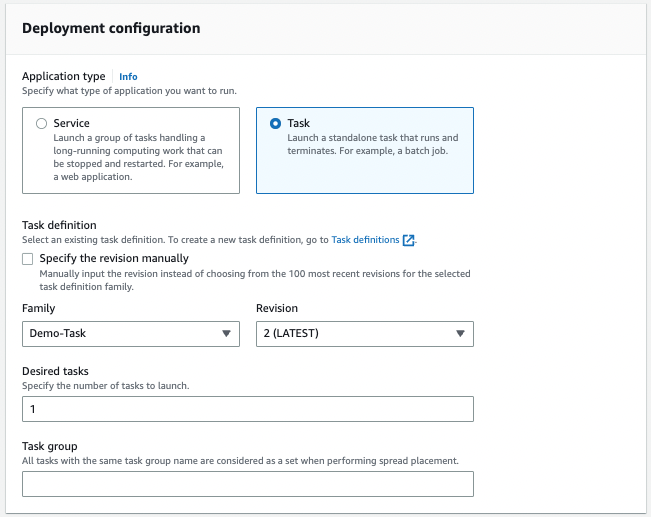 Deployment configuration
Application type Info
Specify what type of application you want to run.
Service
Launch a group of tasks handling a
long-running computing work that can
be stopped and restarted. For example,
a web application.
Task
Launch a standalone task that runs and
terminates. For example, a batch job.
Task definition
Select an existing task definition. To create a new task definition, go to Task definitions.
Specify the revision manually
Manually input the revision instead of choosing from the 100 most recent revisions for the selected
task definition family.
Family
Demo-Task
Revision
2 (LATEST)
Desired tasks
Specify the number of tasks to launch.
1
Task group
All tasks with the same task group name are considered as a set when performing spread placement.